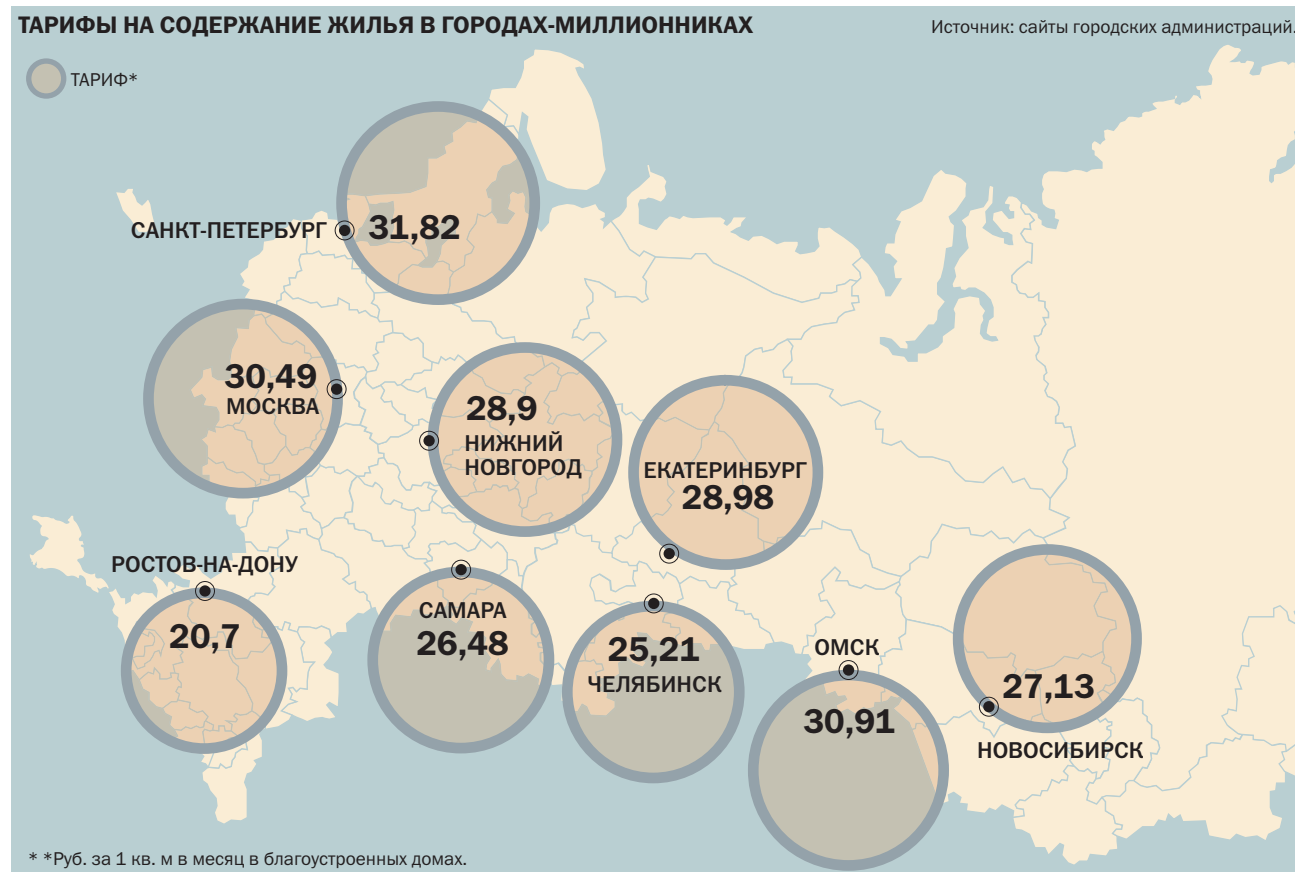 ТАРИФЫ НА СОДЕРЖАНИЕ ЖИЛЬЯ В ГОРОДАХ-МИЛЛИОННИКАХ
Источник: сайты городских администраций.
ТАРИФ*
САНКТ-ПЕТЕРБУРГ
31,82
30,49
МОСКВА
28,9
НИЖНИЙ
НОВГОРОД
ЕКАТЕРИНБУРГ
28,98
РОСТОВ-НА-ДОНУ
20,7
САМАРА
26,48
25,21
ЧЕЛЯБИНСК
ОМСК
30,91
27,13
НОВОСИБИРСК
* *Руб. за 1 кв. м в месяц в благоустроенных домах.